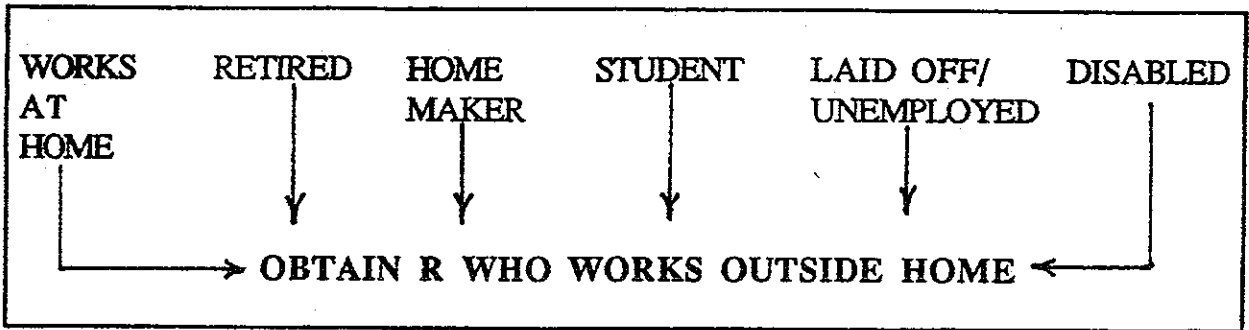 WORKS AT HOME
RETIRED
HOME MAKER
STUDENT
LAID OFF/ UNEMPLOYED
DISABLED
OBTAIN R WHO WORKS OUTSIDE HOME